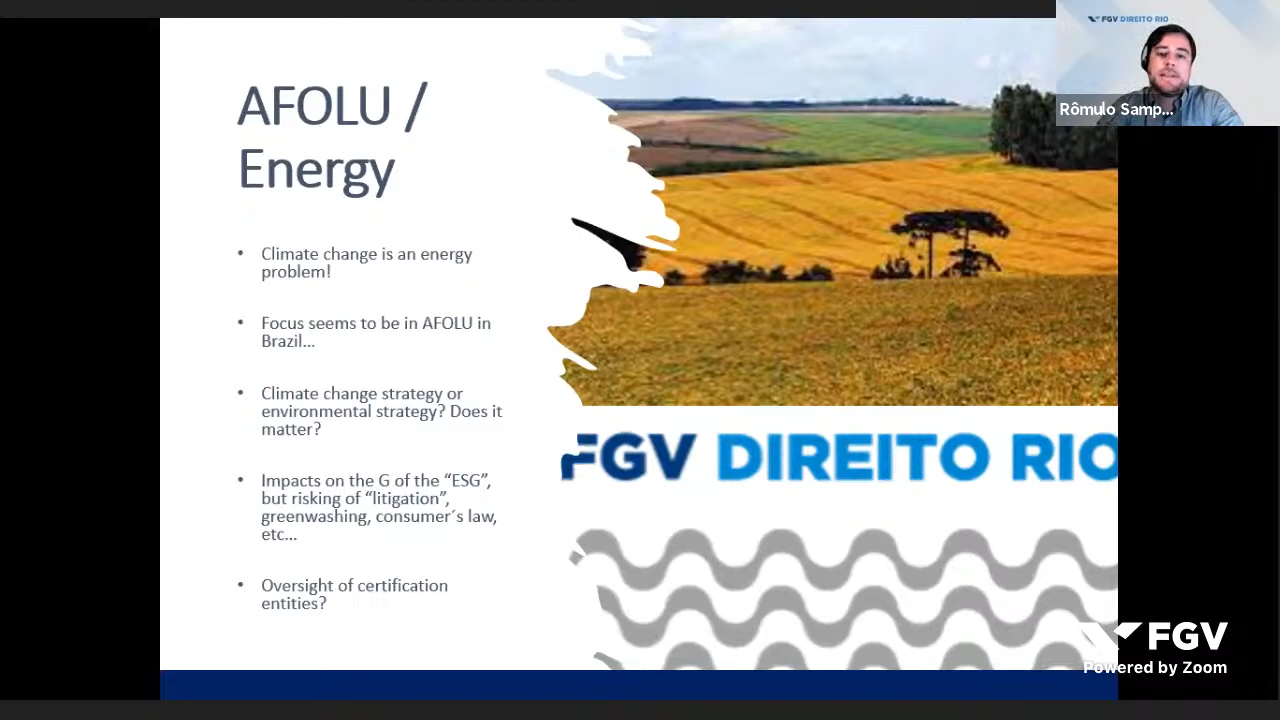 FGV DIREITO RIO
Rômulo Samp...
AFOLU /
Energy
• Climate change is an energy
problem!
• Focus seems to be in AFOLU in
Brazil...
• Climate change strategy or
environmental strategy? Does it
matter?
• Impacts on the G of the “ESG”,
but risking of “litigation”,
greenwashing, consumer´s law,
etc...
• Oversight of certification
entities?
FGV DIREITO RIO
FGV
Powered by Zoom